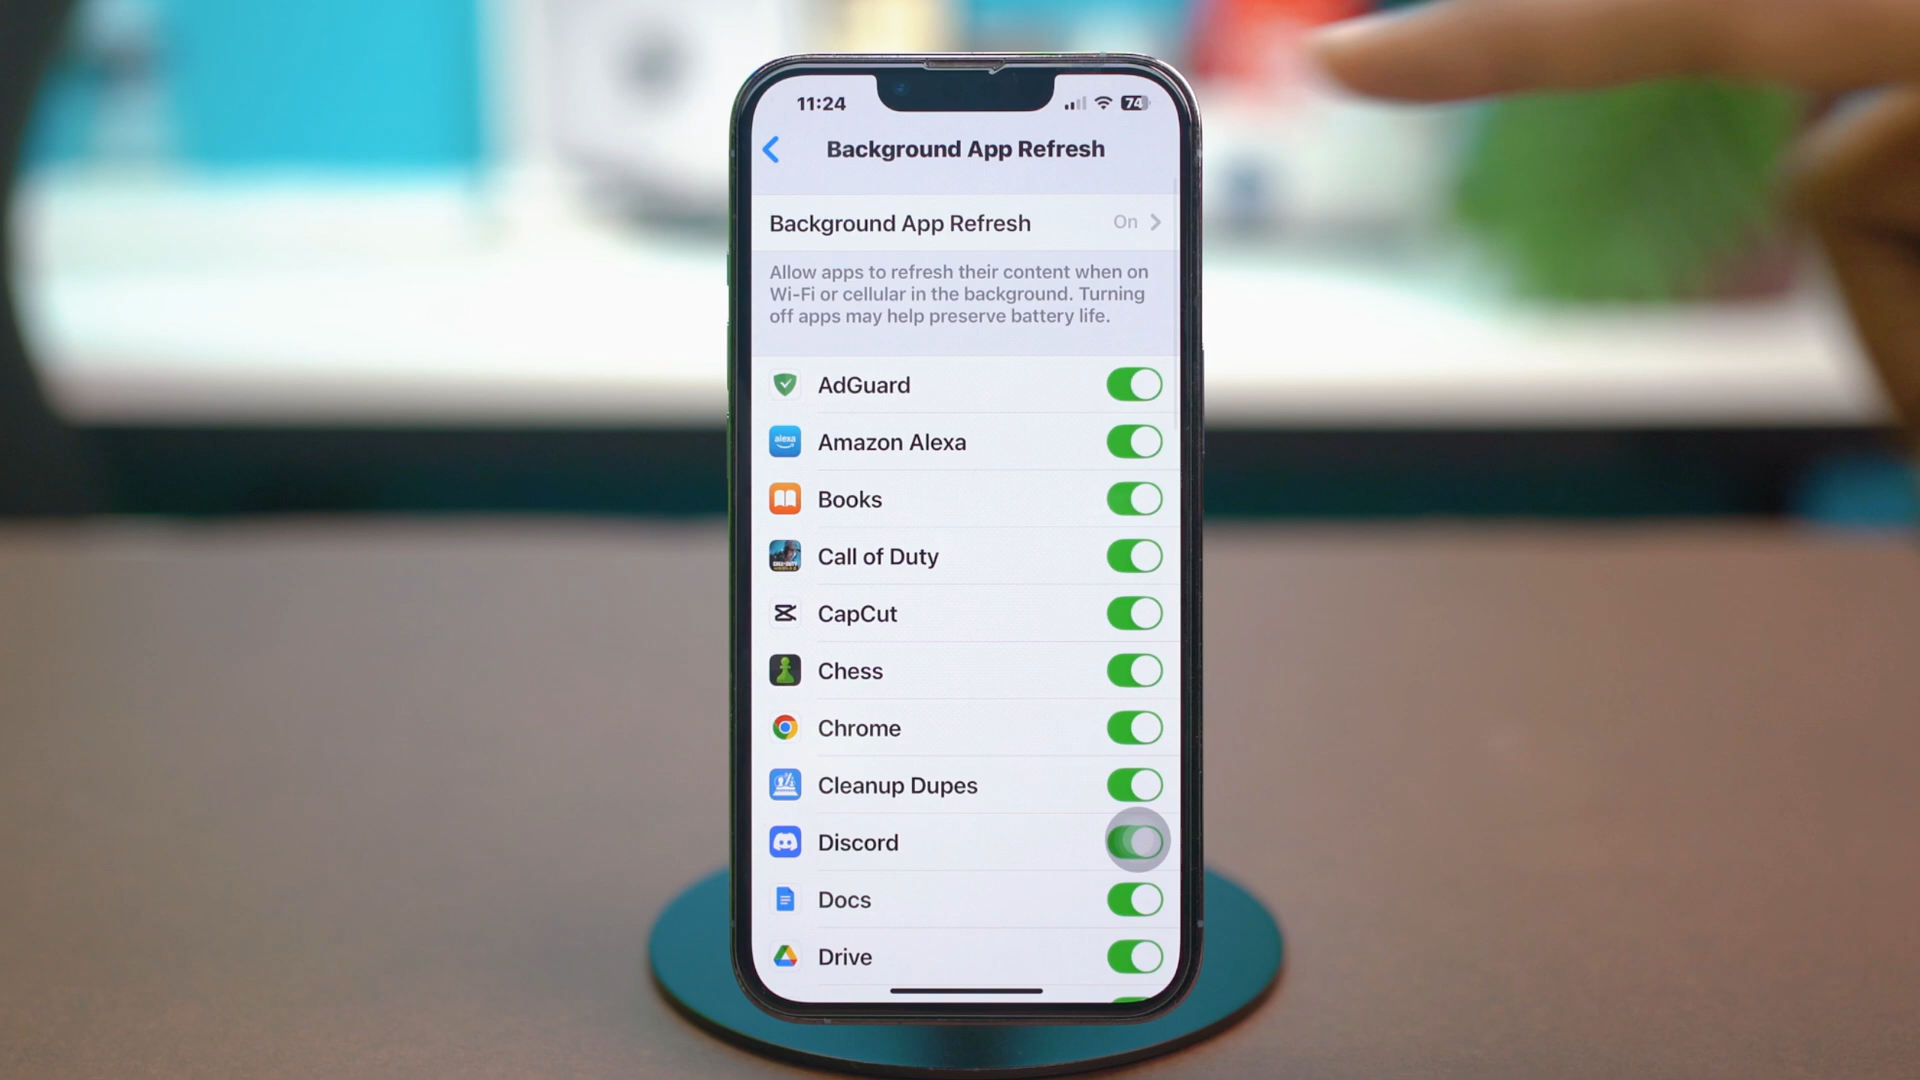 11:24
74
Background App Refresh
Background App Refresh On
Allow apps to refresh their content when on
Wi-Fi or cellular in the background. Turning
off apps may help preserve battery life.
AdGuard
alexa
Amazon Alexa
Books
Call of Duty
CapCut
Chess
Chrome
Cleanup Dupes
Discord
Docs
Drive